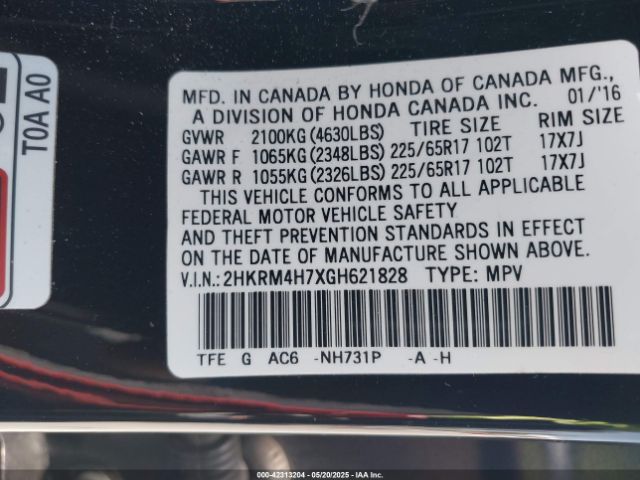 T0A A0
MFD. IN CANADA BY HONDA OF CANADA MFG.,
A DIVISION OF HONDA CANADA INC. 01/'16
GVWR 2100KG(4630LBS) TIRE SIZE RIM SIZE
GAWR F 1065KG(2348LBS) 225/65R17 102T 17X7J
GAWR R 1055KG(2326LBS) 225/65R17 102T 17X7J
THIS VEHICLE CONFORMS TO ALL APPLICABLE
FEDERAL MOTOR VEHICLE SAFETY
AND THEFT PREVENTION STANDARDS IN EFFECT
ON THE DATE OF MANUFACTURE SHOWN ABOVE.
V.I.N.:2HKRM4H7XGH621828 TYPE: MPV
TFE G AC6 -NH731P -A -H
000-42313204 - 05/20/2025 - IAA Inc.